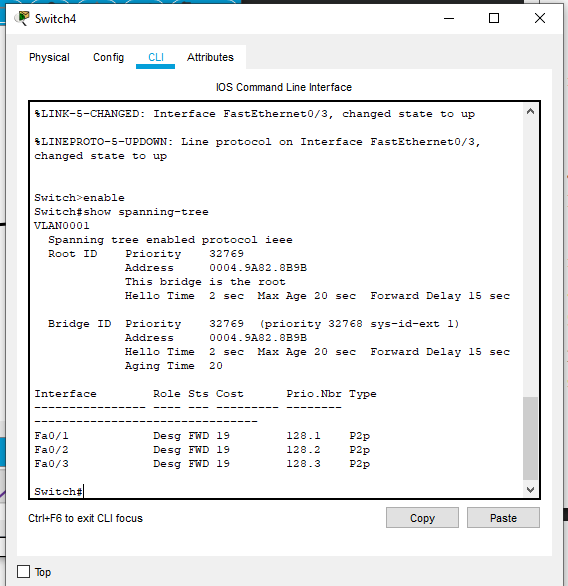 Switch4
Physical Config CLI Attributes
IOS Command Line Interface
%LINK-5-CHANGED: Interface FastEthernet0/3, changed state to up
%LINEPROTO-5-UPDOWN: Line protocol on Interface FastEthernet0/3,
changed state to up
Switch>enable
Switch#show spanning-tree
VLAN0001
  Spanning tree enabled protocol ieee
  Root ID    Priority    32769
             Address     0004.9A82.8B9B
             This bridge is the root
             Hello Time  2 sec  Max Age 20 sec  Forward Delay 15 sec
  Bridge ID  Priority    32769  (priority 32768 sys-id-ext 1)
             Address     0004.9A82.8B9B
             Hello Time  2 sec  Max Age 20 sec  Forward Delay 15 sec
             Aging Time  20
Interface        Role Sts Cost      Prio.Nbr Type
---------------- ---- --- --------- --------
--------------------------------
Fa0/1            Desg FWD 19        128.1    P2p
Fa0/2            Desg FWD 19        128.2    P2p
Fa0/3            Desg FWD 19        128.3    P2p
Switch#
Ctrl+F6 to exit CLI focus
Copy
Paste
Top